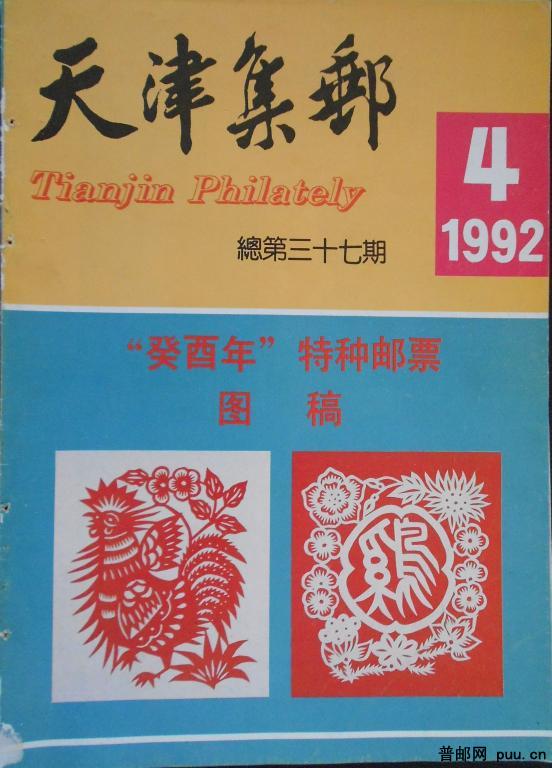 天津集郵
Tianjin Philately
4
1992
總第三十七期
“癸酉年”特种邮票
图 稿
鷄
普邮网 puu.cn